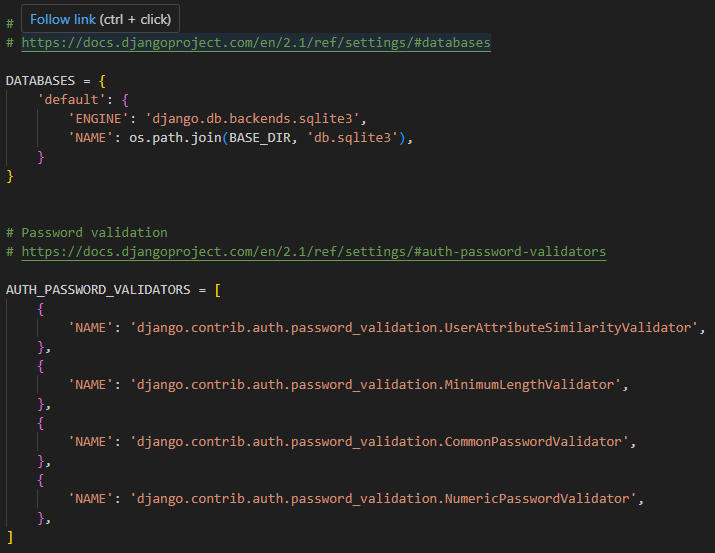 Follow link (ctrl + click)
#
# https://docs.djangoproject.com/en/2.1/ref/settings/#databases
DATABASES = {
    'default': {
        'ENGINE': 'django.db.backends.sqlite3',
        'NAME': os.path.join(BASE_DIR, 'db.sqlite3'),
    }
}
# Password validation
# https://docs.djangoproject.com/en/2.1/ref/settings/#auth-password-validators
AUTH_PASSWORD_VALIDATORS = [
    {
        'NAME': 'django.contrib.auth.password_validation.UserAttributeSimilarityValidator',
    },
    {
        'NAME': 'django.contrib.auth.password_validation.MinimumLengthValidator',
    },
    {
        'NAME': 'django.contrib.auth.password_validation.CommonPasswordValidator',
    },
    {
        'NAME': 'django.contrib.auth.password_validation.NumericPasswordValidator',
    },
]